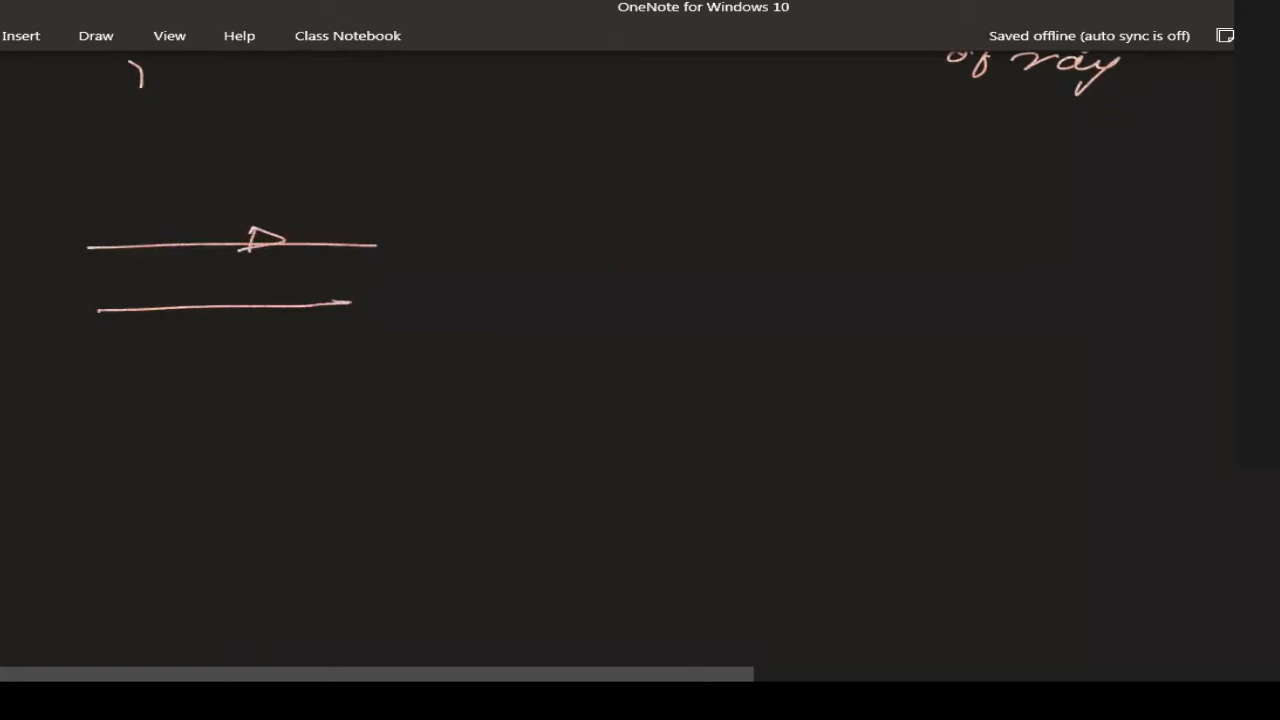 OneNote for Windows 10
Insert Draw View Help Class Notebook Saved offline (auto sync is off)
of ray